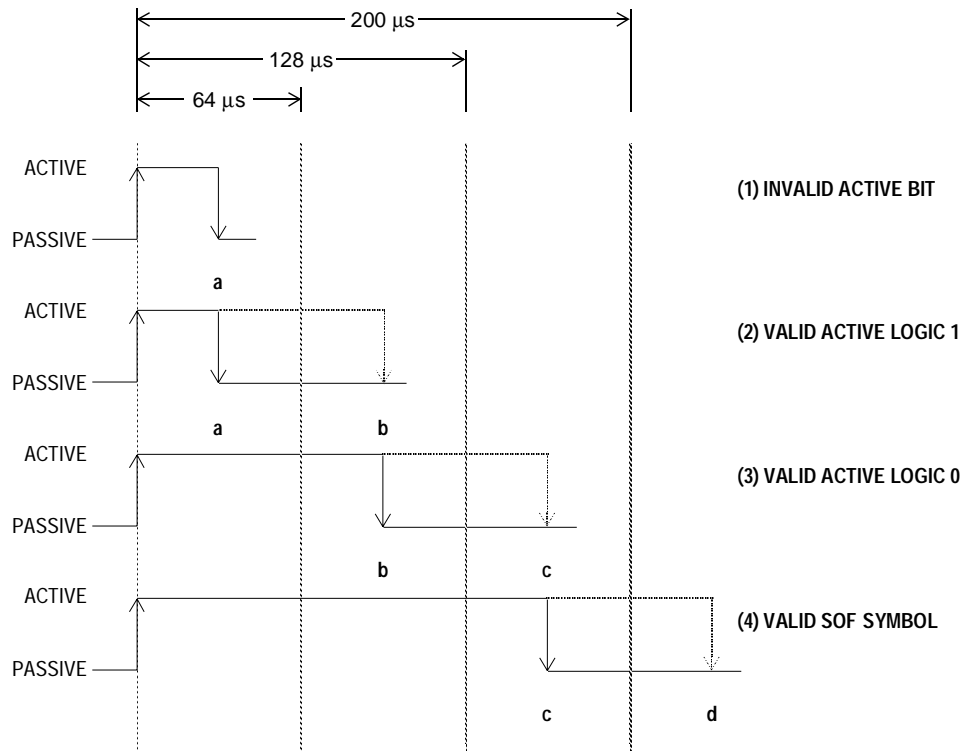 200 µs
128 µs
64 µs
ACTIVE
(1) INVALID ACTIVE BIT
PASSIVE
a
ACTIVE
(2) VALID ACTIVE LOGIC 1
PASSIVE
a b
ACTIVE
(3) VALID ACTIVE LOGIC 0
PASSIVE
b c
ACTIVE
(4) VALID SOF SYMBOL
PASSIVE
c d